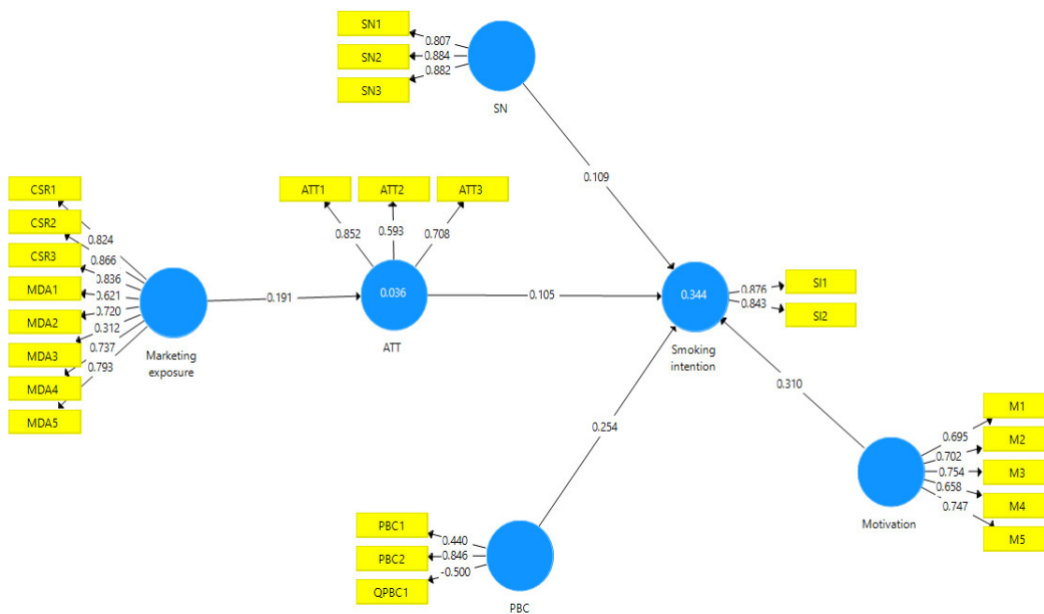 SN1
SN2
SN3
0.807
0.884
0.882
SN
CSR1
CSR2
CSR3
MDA1
MDA2
MDA3
MDA4
MDA5
0.824
0.866
0.836
0.621
0.720
0.312
0.737
0.793
Marketing
exposure
0.191
ATT1
ATT2
ATT3
0.852
0.593
0.708
0.036
ATT
0.105
0.109
0.344
Smoking
intention
0.876
0.843
SI1
SI2
0.254
0.310
PBC1
PBC2
QPBC1
0.440
0.846
-0.500
PBC
Motivation
0.695
0.702
0.754
0.658
0.747
M1
M2
M3
M4
M5